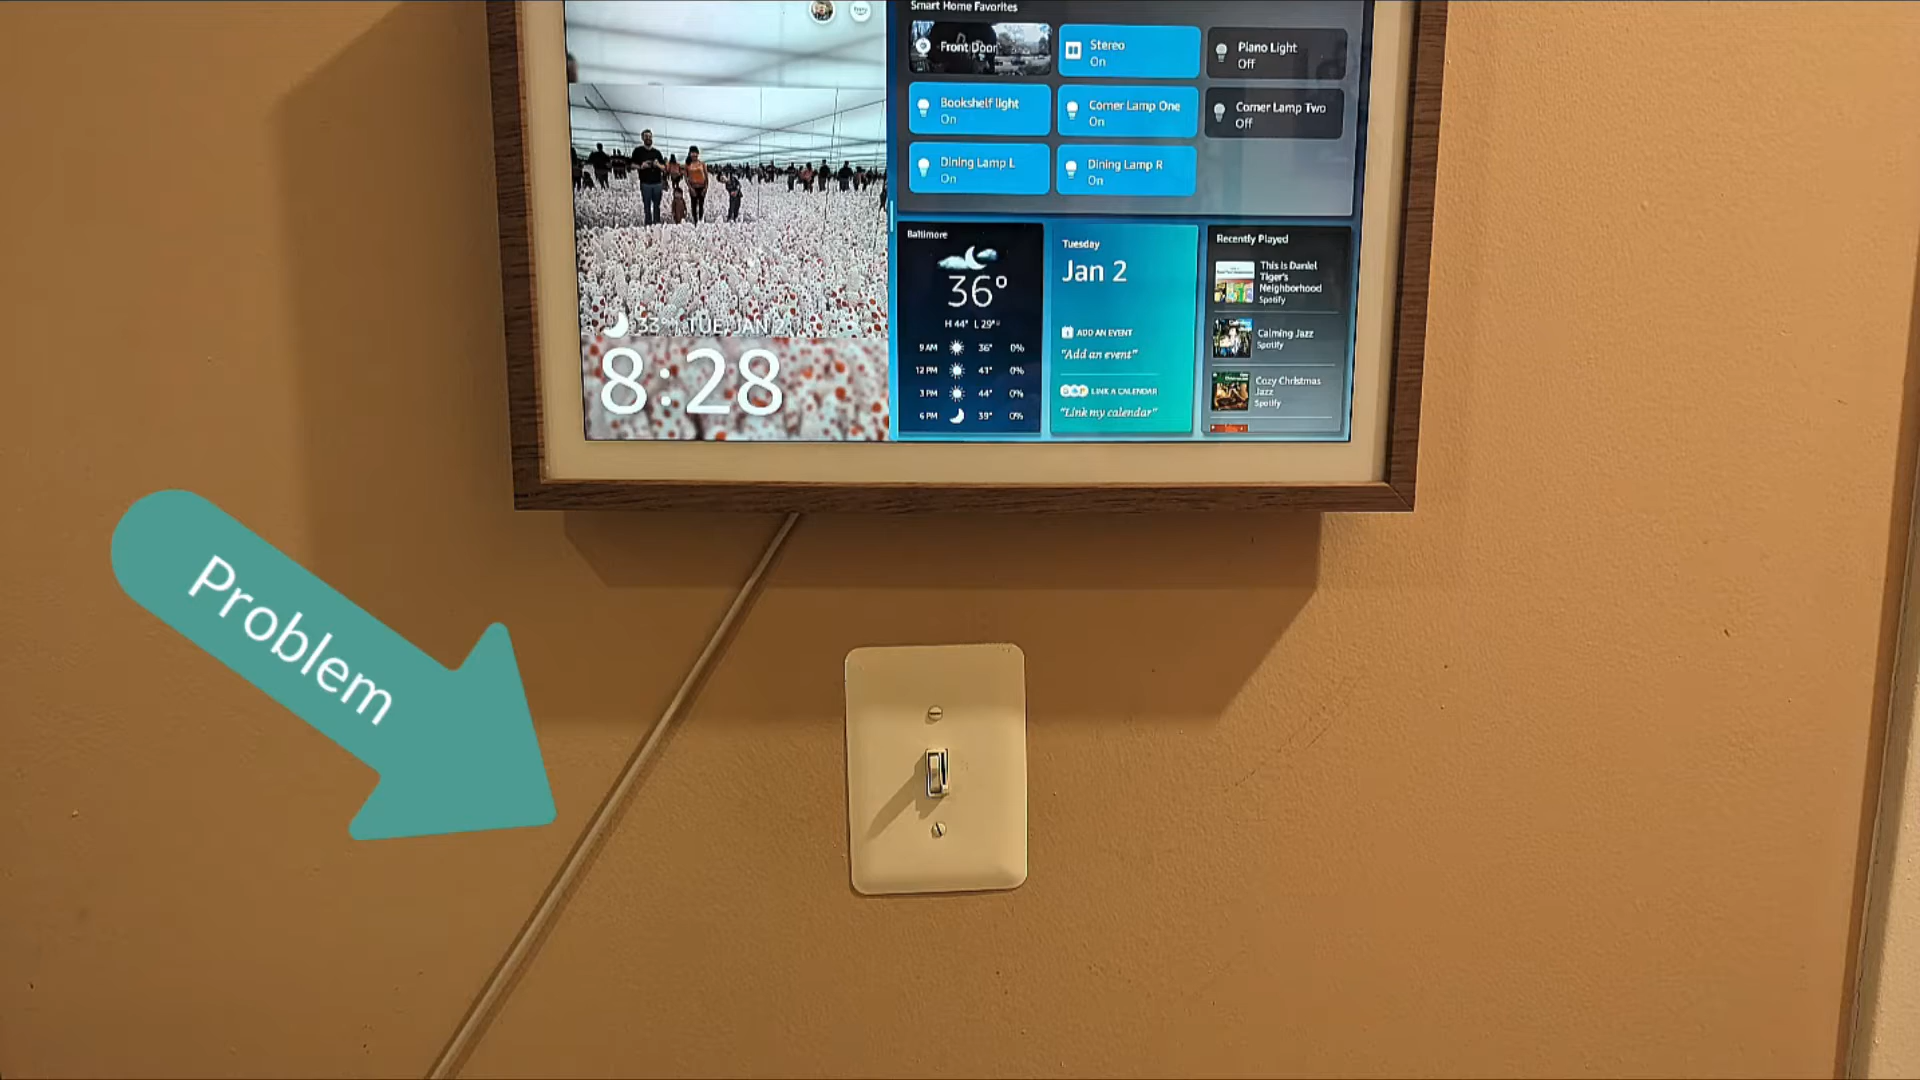 Smart Home Favorites
Front Door
Stereo
On
Piano Light
Off
Bookshelf light
On
Corner Lamp One
On
Corner Lamp Two
Off
Dining Lamp L
On
Dining Lamp R
On
33° | TUE, JAN 2
8:28
Baltimore
36°
H 44° L 29°
9 AM 36° 0%
12 PM 41° 0%
3 PM 44° 0%
6 PM 39° 0%
Tuesday
Jan 2
ADD AN EVENT
"Add an event"
LINK A CALENDAR
"Link my calendar"
Recently Played
This is Daniel
Tiger's
Neighborhood
Spotify
Calming Jazz
Spotify
Cozy Christmas
Jazz
Spotify
Problem